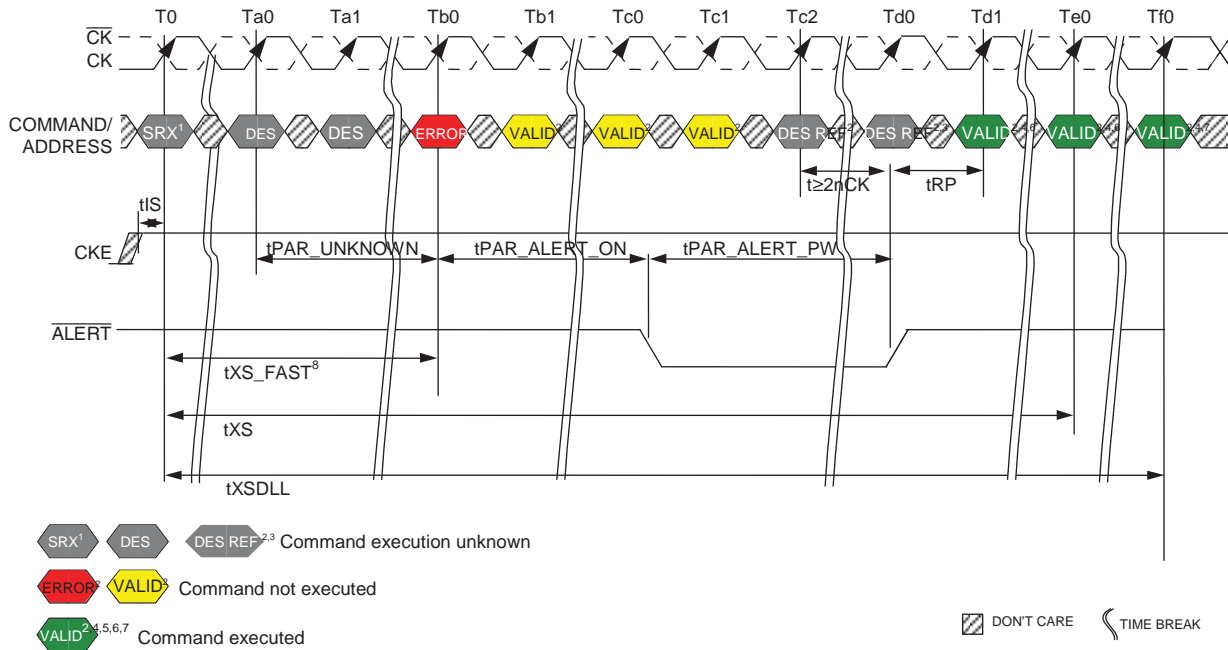 T0 Ta0 Ta1 Tb0 Tb1 Tc0 Tc1 Tc2 Td0 Td1 Te0 Tf0
CK
CK
COMMAND/
ADDRESS
SRX1 DES DES ERROR VALID2 VALID2 VALID2 DES REF2 DES REF2,3 VALID2,4,6 VALID2,4,6 VALID2,4,7
t≥2nCK tRP
tIS
CKE
tPAR_UNKNOWN tPAR_ALERT_ON tPAR_ALERT_PW
ALERT
tXS_FAST8
tXS
tXSDLL
SRX1 DES DES REF2,3 Command execution unknown
ERROR2 VALID2 Command not executed
VALID2,4,5,6,7 Command executed
DON'T CARE TIME BREAK